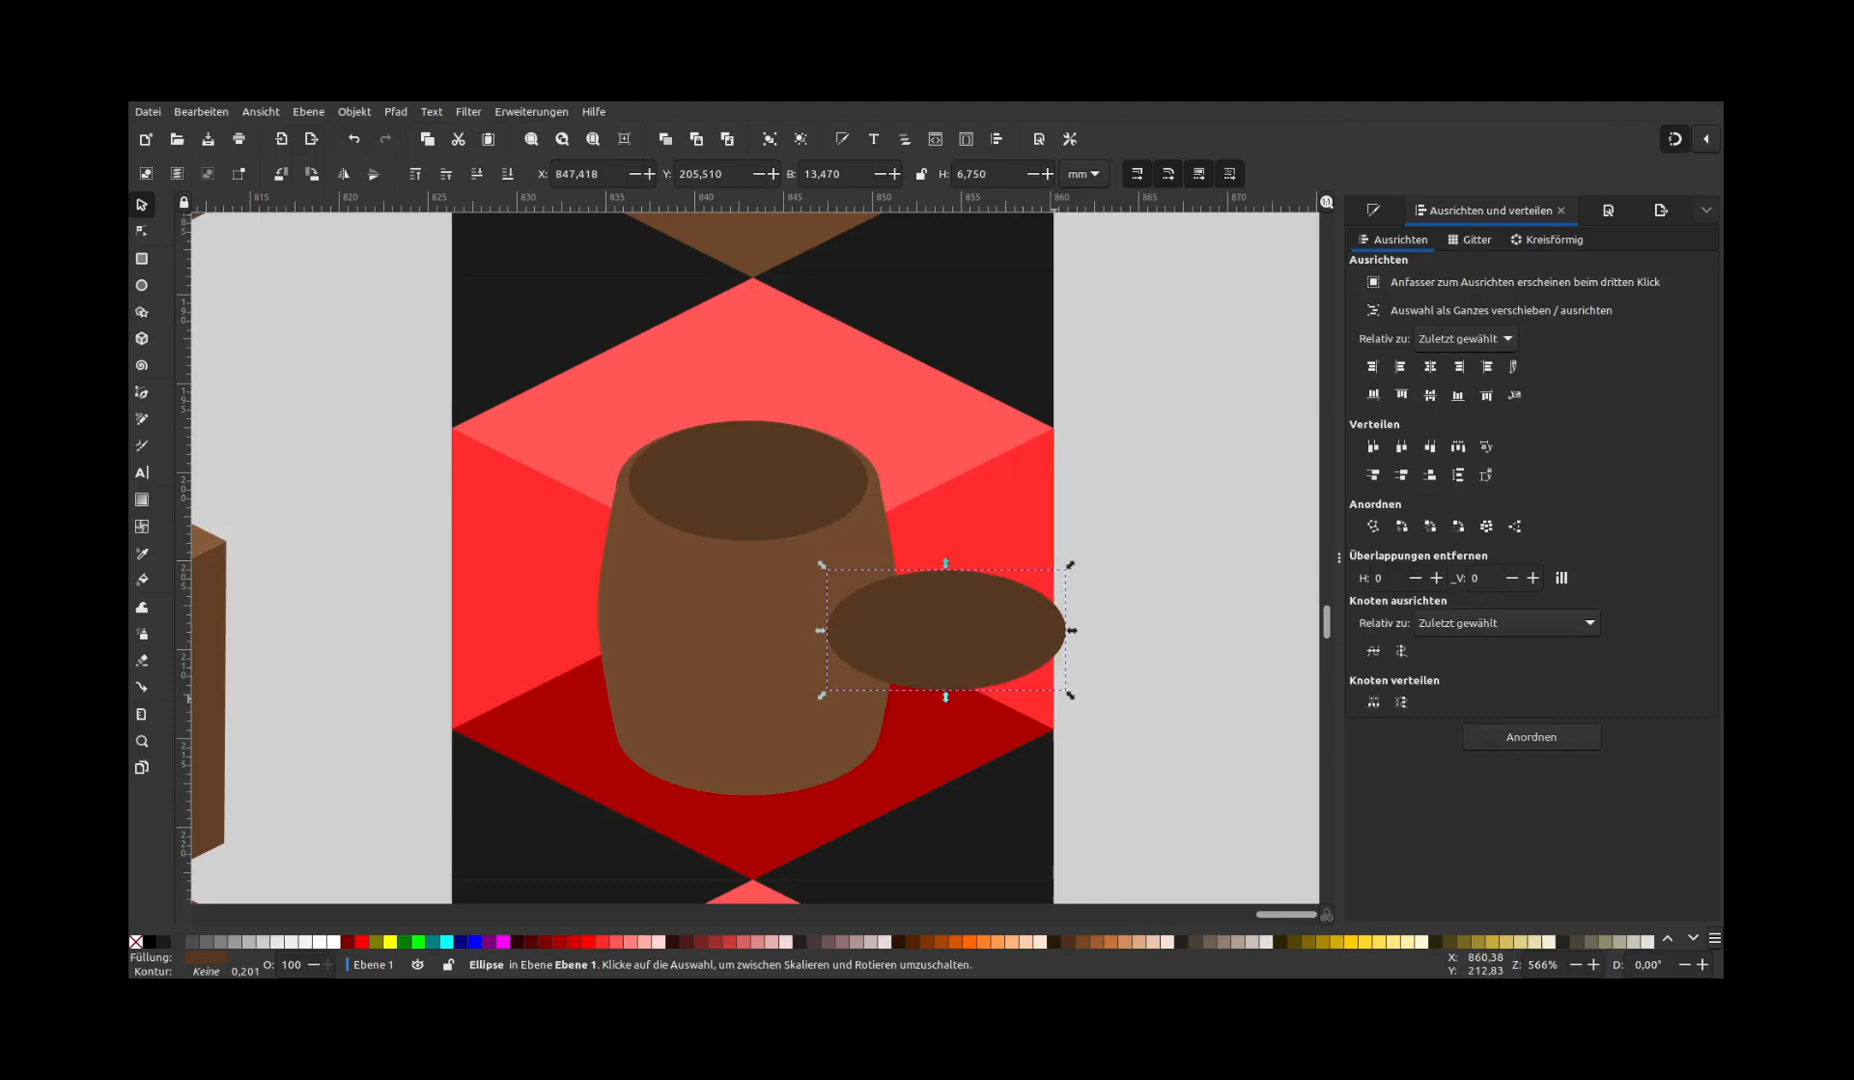 Datei Bearbeiten Ansicht Ebene Objekt Pfad Text Filter Erweiterungen Hilfe
X: 847,418 Y: 205,510 B: 13,470 H: 6,750 mm
815 820 825 830 835 840 845 850 855 860 865 870
Ausrichten und verteilen
Ausrichten Gitter Kreisförmig
Ausrichten
Anfasser zum Ausrichten erscheinen beim dritten Klick
Auswahl als Ganzes verschieben / ausrichten
Relativ zu: Zuletzt gewählt
Verteilen
Anordnen
Überlappungen entfernen
H: 0 _V: 0
Knoten ausrichten
Relativ zu: Zuletzt gewählt
Knoten verteilen
Anordnen
Füllung:
Kontur: Keine 0,201
O: 100 Ebene 1 Ellipse in Ebene Ebene 1. Klicke auf die Auswahl, um zwischen Skalieren und Rotieren umzuschalten.
X: 860,38
Y: 212,83
Z: 566% D: 0,00°